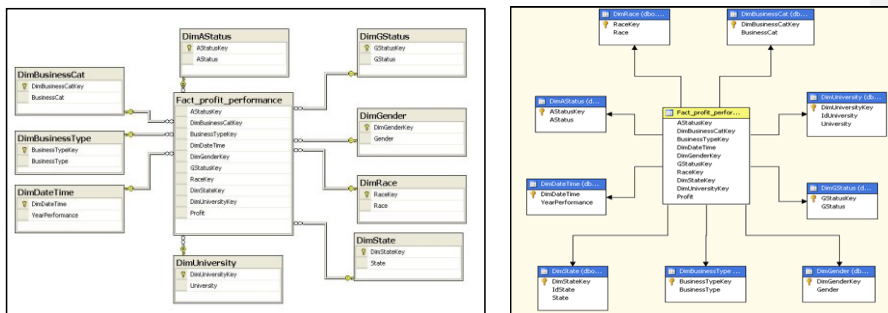 DimAStatus
AStatusKey
AStatus
DimGStatus
GStatusKey
GStatus
DimBusinessCat
DimBusinessCatKey
BusinessCat
Fact_profit_performance
AStatusKey
DimBusinessCatKey
BusinessTypeKey
DimDateTime
DimGenderKey
GStatusKey
RaceKey
DimStateKey
DimUniversityKey
Profit
DimGender
DimGenderKey
Gender
DimBusinessType
BusinessTypeKey
BusinessType
DimRace
RaceKey
Race
DimDateTime
DimDateTime
YearPerformance
DimState
DimStateKey
State
DimUniversity
DimUniversityKey
University
DimRace (dbo....
RaceKey
Race
DimBusinessCat (db...
DimBusinessCatKey
BusinessCat
DimAStatus (d...
AStatusKey
AStatus
Fact_profit_perfor...
AStatusKey
DimBusinessCatKey
BusinessTypeKey
DimDateTime
DimGenderKey
GStatusKey
RaceKey
DimStateKey
DimUniversityKey
Profit
DimUniversity (dbo...
DimUniversityKey
IdUniversity
University
DimDateTime (db...
DimDateTime
YearPerformance
DimGStatus (d...
GStatusKey
GStatus
DimState (dbo...
DimStateKey
IdState
State
DimBusinessType ...
BusinessTypeKey
BusinessType
DimGender (db...
DimGenderKey
Gender